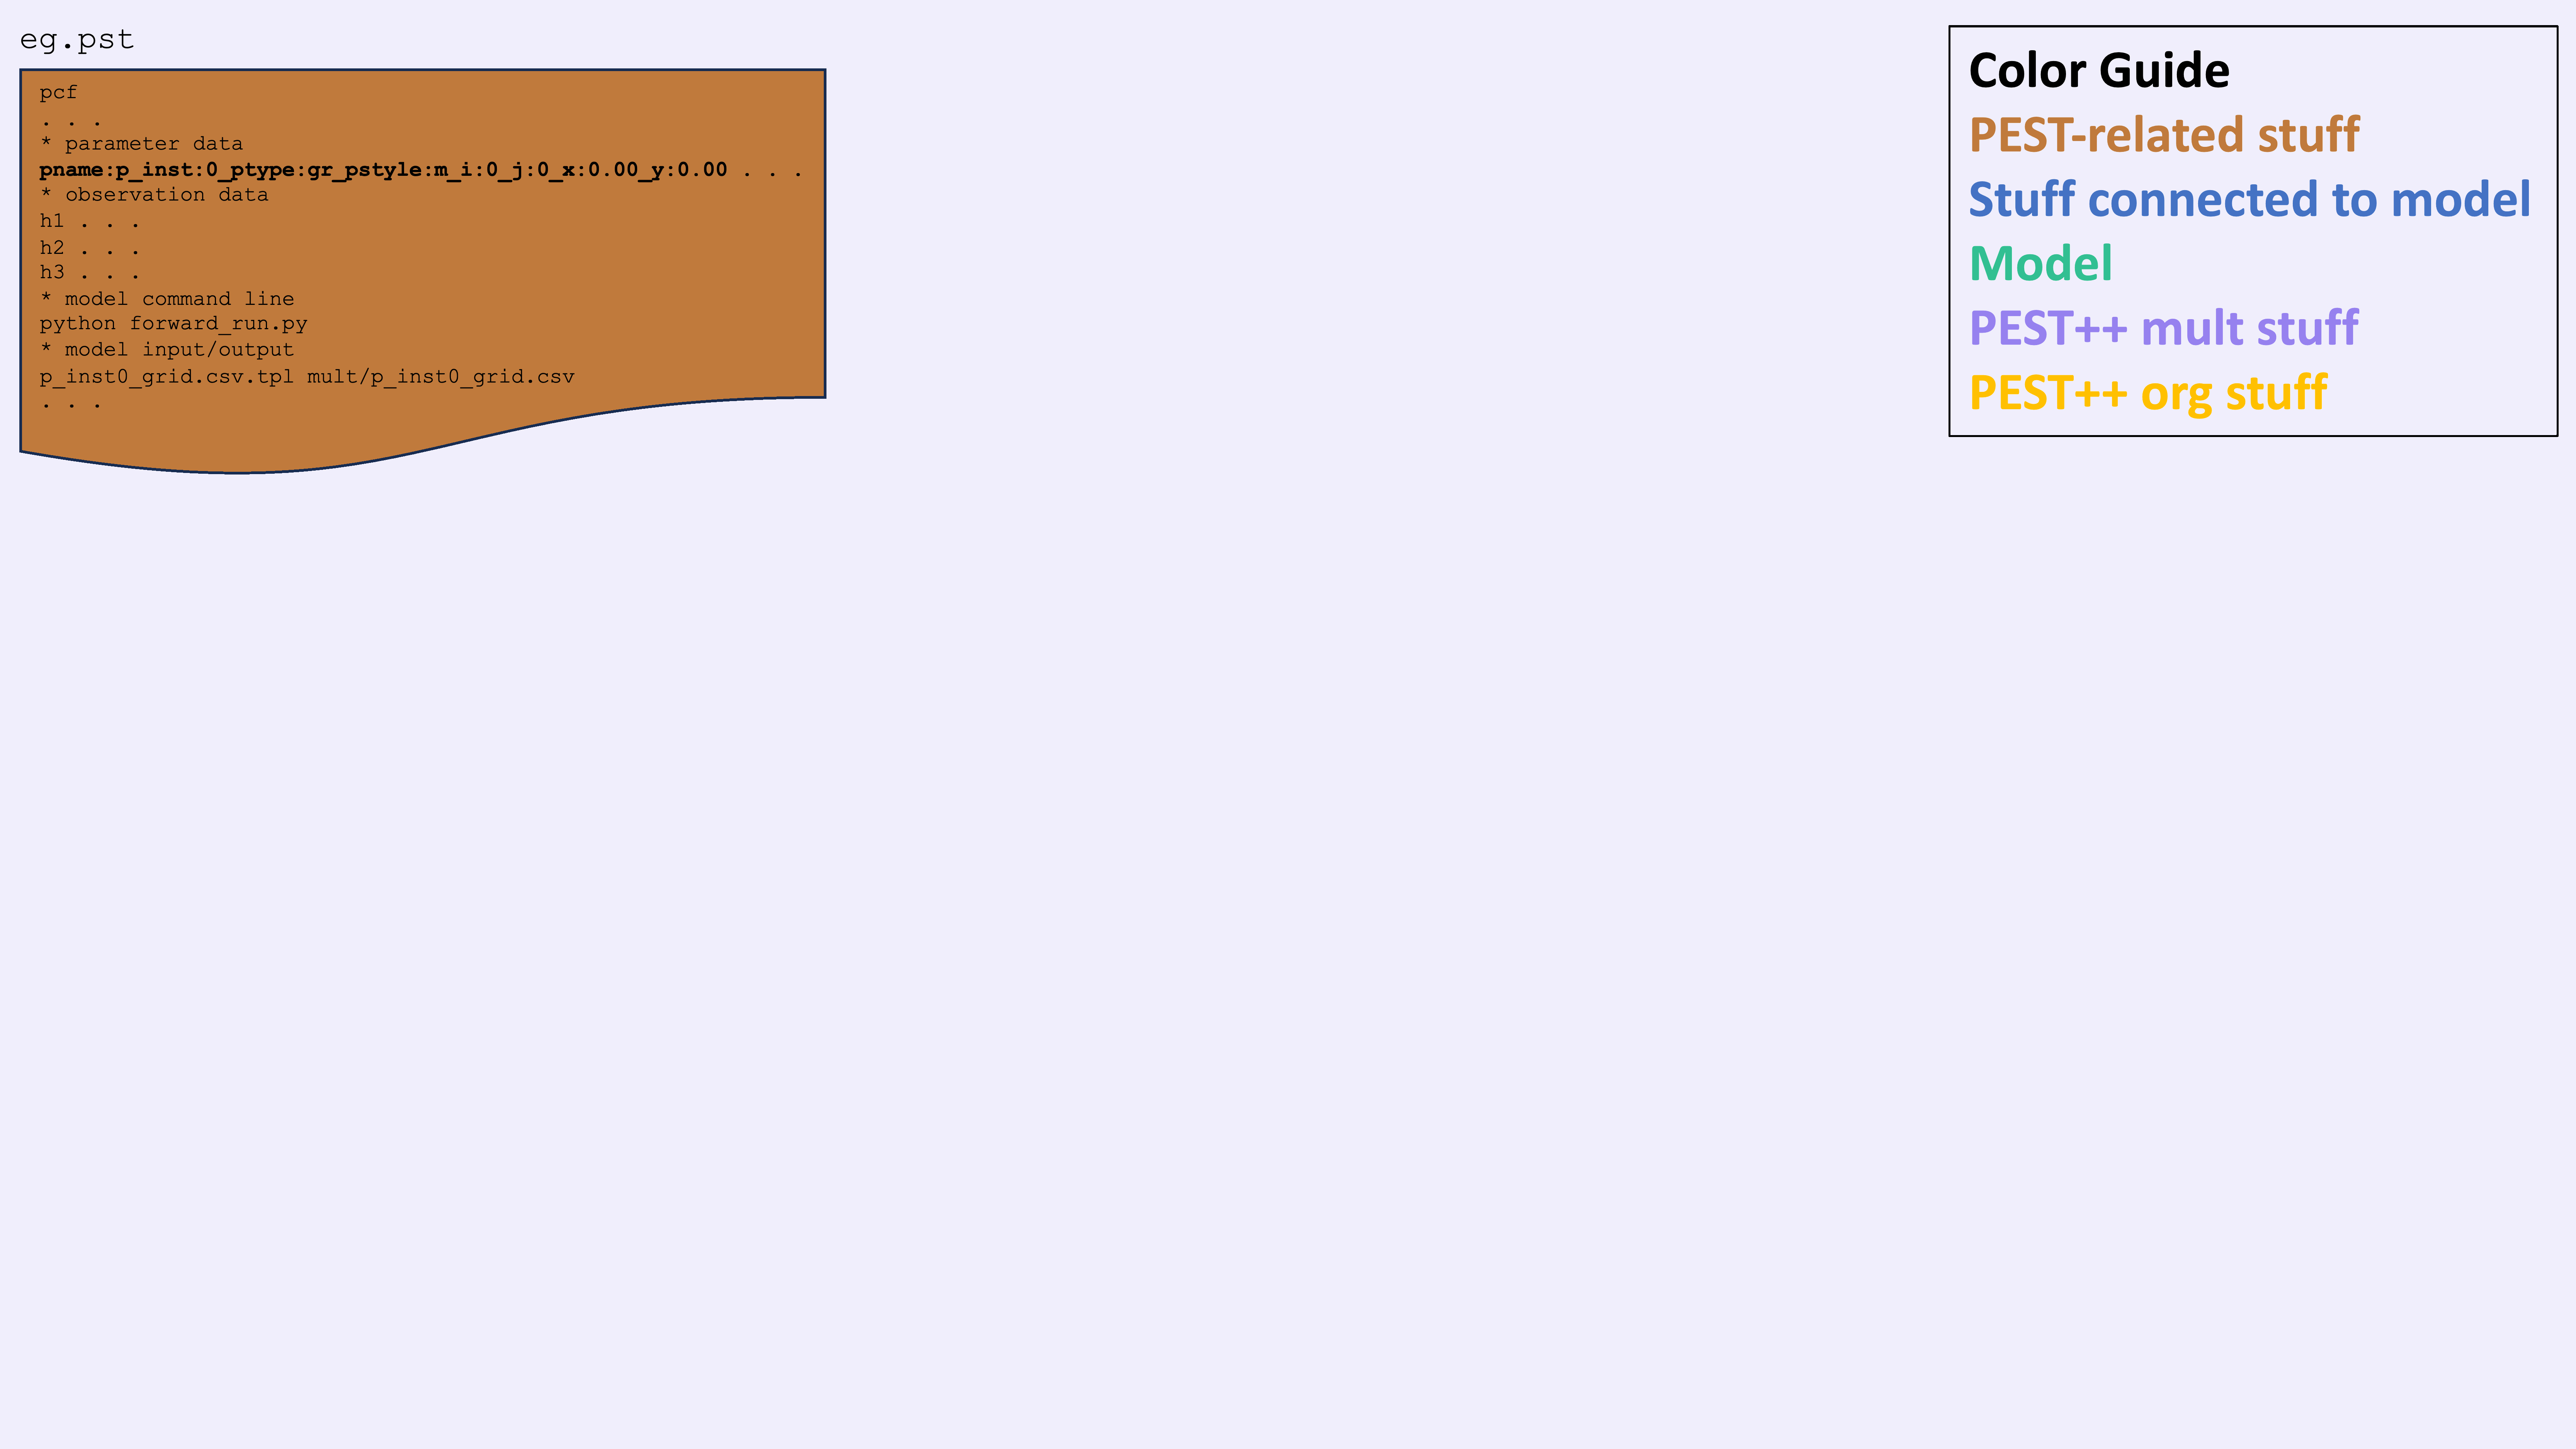 eg.pst
pcf
. . .
* parameter data
pname:p_inst:0_ptype:gr_pstyle:m_i:0_j:0_x:0.00_y:0.00 . . .
* observation data
h1 . . .
h2 . . .
h3 . . .
* model command line
python forward_run.py
* model input/output
p_inst0_grid.csv.tpl mult/p_inst0_grid.csv
. . .
Color Guide
PEST-related stuff
Stuff connected to model
Model
PEST++ mult stuff
PEST++ org stuff